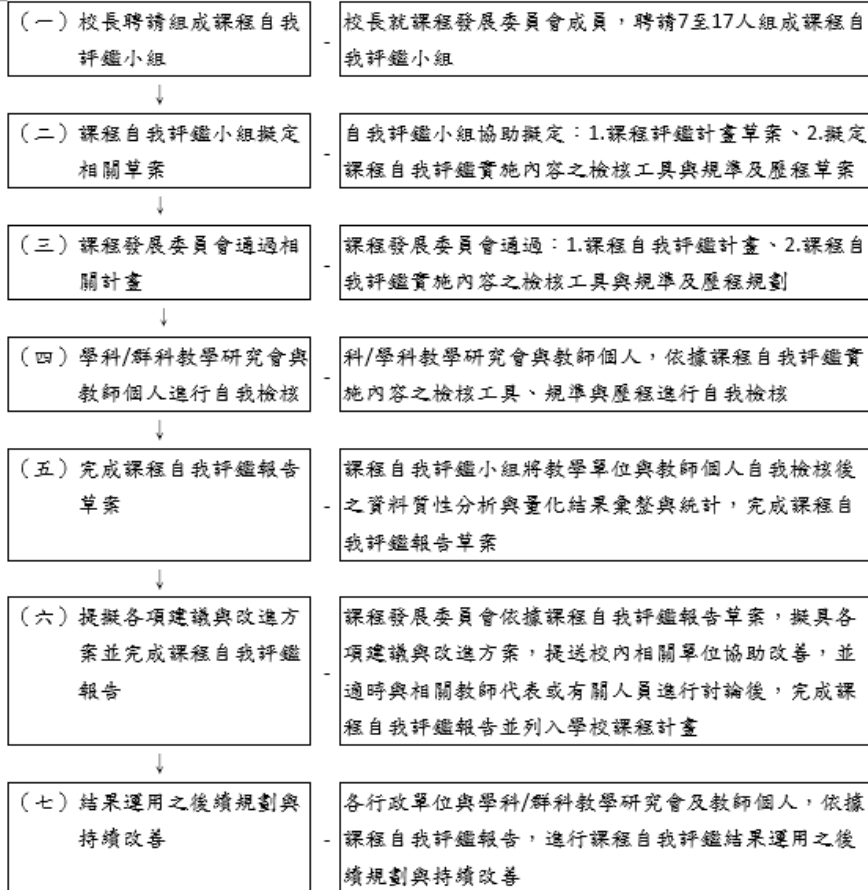 （一）校長聘請組成課程自我
評鑑小組
-
校長就課程發展委員會成員，聘請7至17人組成課程自
我評鑑小組
↓
（二）課程自我評鑑小組擬定
相關草案
-
自我評鑑小組協助擬定：1.課程評鑑計畫草案、2.擬定
課程自我評鑑實施內容之檢核工具與規準及歷程草案
↓
（三）課程發展委員會通過相
關計畫
-
課程發展委員會通過：1.課程自我評鑑計畫、2.課程自
我評鑑實施內容之檢核工具與規準及歷程規劃
↓
（四）學科/群科教學研究會與
教師個人進行自我檢核
-
科/學科教學研究會與教師個人，依據課程自我評鑑實
施內容之檢核工具、規準與歷程進行自我檢核
↓
（五）完成課程自我評鑑報告
草案
-
課程自我評鑑小組將教學單位與教師個人自我檢核後
之資料質性分析與量化結果彙整與統計，完成課程自
我評鑑報告草案
↓
（六）提擬各項建議與改進方
案並完成課程自我評鑑
報告
-
課程發展委員會依據課程自我評鑑報告草案，擬具各
項建議與改進方案，提送校內相關單位協助改善，並
適時與相關教師代表或有關人員進行討論後，完成課
程自我評鑑報告並列入學校課程計畫
↓
（七）結果運用之後續規劃與
持續改善
-
各行政單位與學科/群科教學研究會及教師個人，依據
課程自我評鑑報告，進行課程自我評鑑結果運用之後
續規劃與持續改善